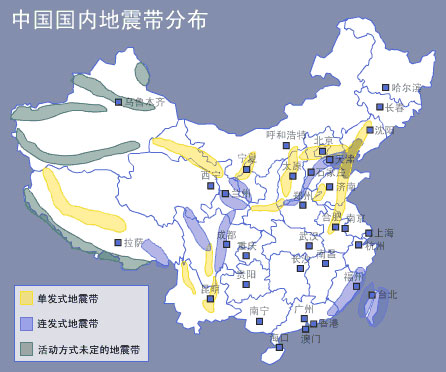 中国国内地震带分布
哈尔滨
长春
乌鲁木齐
沈阳
呼和浩特
北京
天津
宁夏
太原
石家庄
西宁
济南
兰州
郑州
合肥
南京
成都
上海
武汉
拉萨
重庆
杭州
南昌
长沙
贵阳
福州
昆明
台北
单发式地震带
广州
南宁
香港
连发式地震带
澳门
海口
活动方式未定的地震带